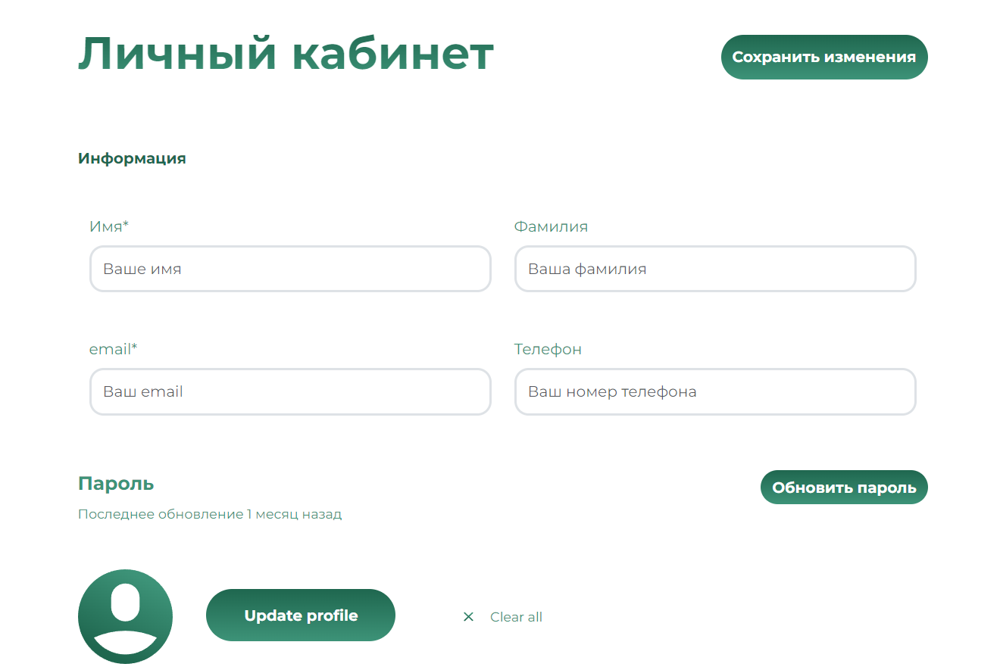 Личный кабинет
Сохранить изменения
Информация
Имя*
Фамилия
Ваше имя
Ваша фамилия
email*
Телефон
Ваш email
Ваш номер телефона
Пароль
Обновить пароль
Последнее обновление 1 месяц назад
Update profile
Clear all